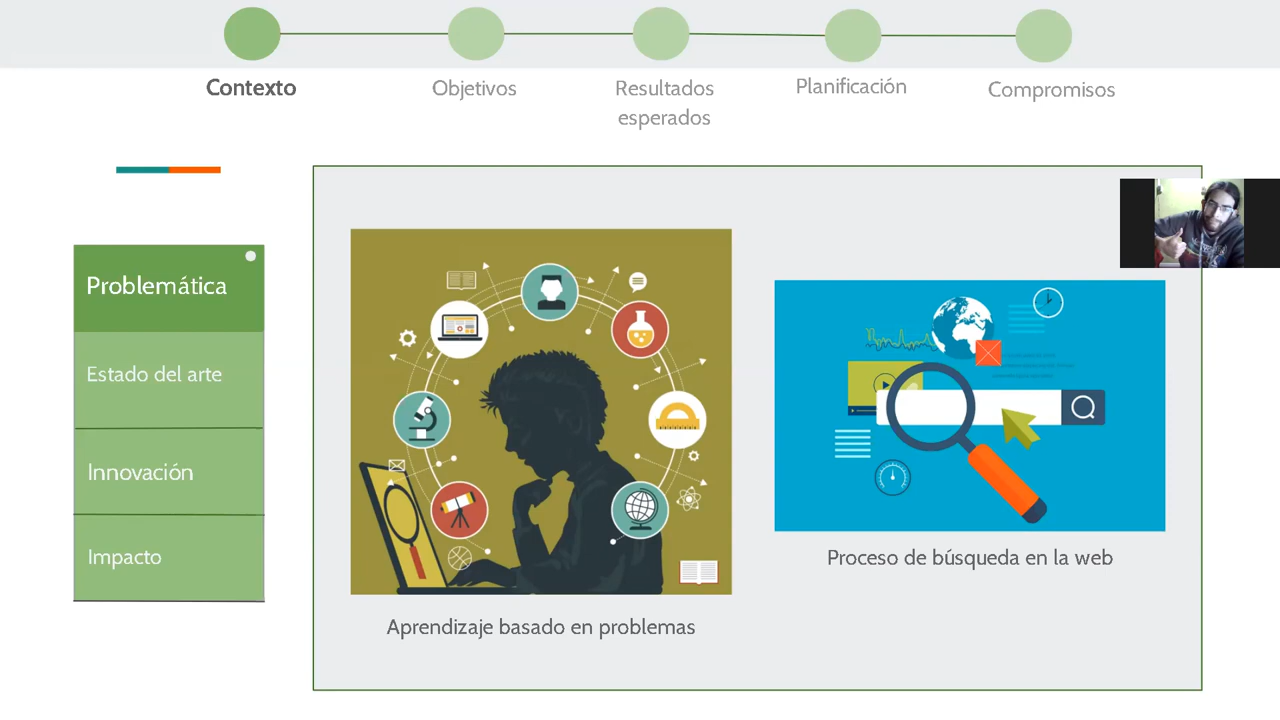 Contexto
Objetivos
Resultados
esperados
Planificación
Compromisos
Problemática
Estado del arte
Innovación
Impacto
Aprendizaje basado en problemas
Proceso de búsqueda en la web